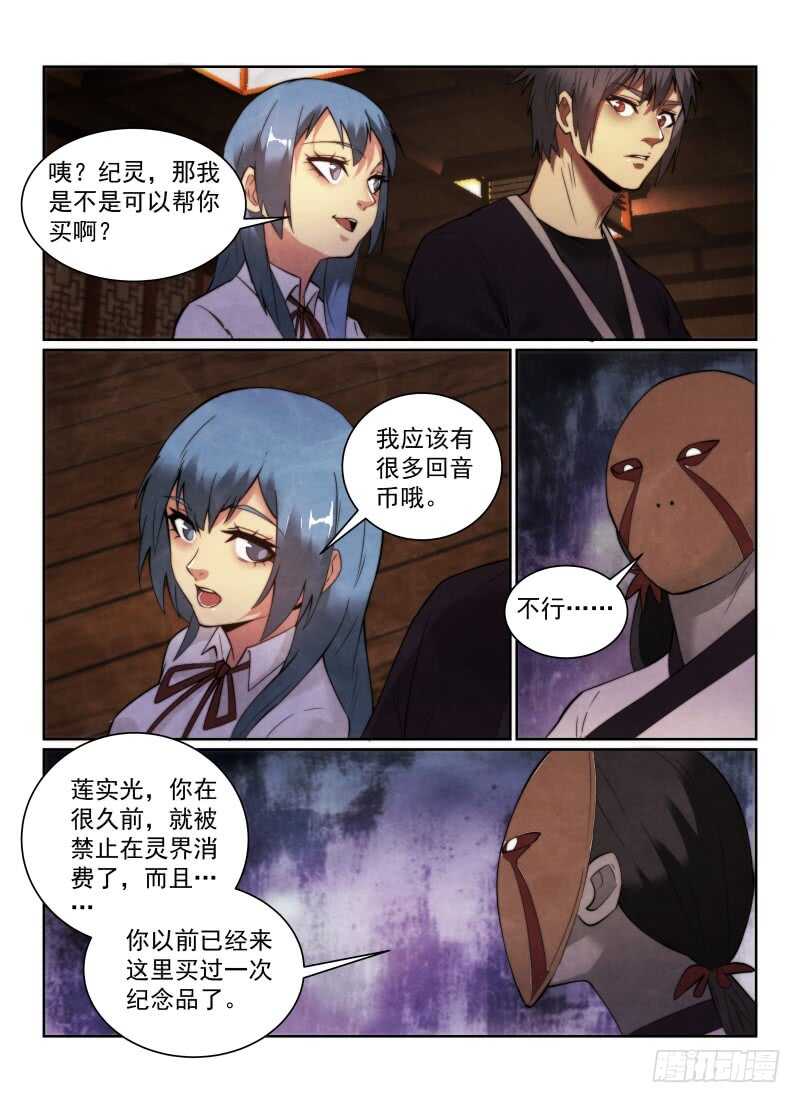 咦？纪灵，那我
是不是可以帮你
买啊？
我应该有
很多回音
币哦。
不行……
莲实光，你在
很久前，就被
禁止在灵界消
费了，而且…
…
你以前已经来
这里买过一次
纪念品了。
腾讯动漫